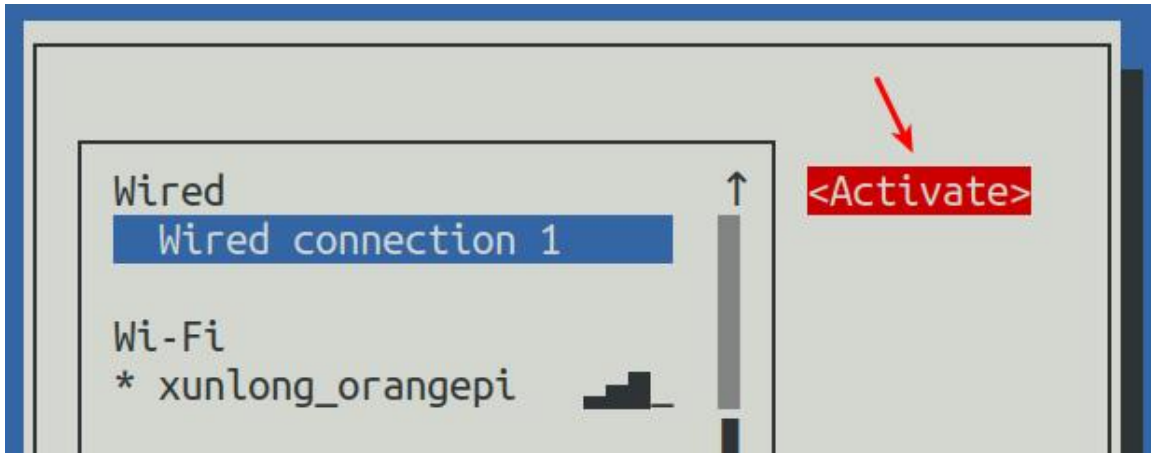 Wired
<Activate>
Wired connection 1
Wi-Fi
* xunlong_orangepi